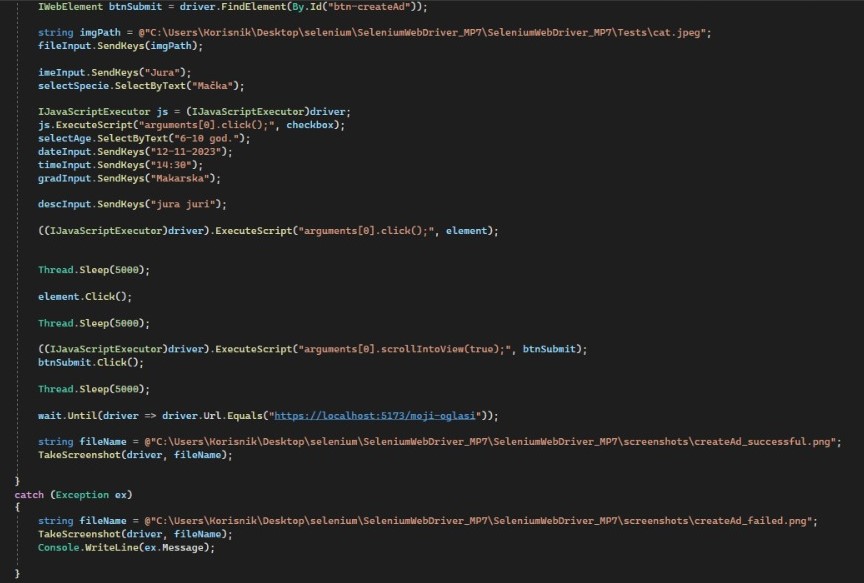 IWebElement btnSubmit = driver.FindElement(By.Id("btn-createAd"));
string imgPath = @"C:\Users\Korisnik\Desktop\selenium\SeleniumWebDriver_MP7\SeleniumWebDriver_MP7\Tests\cat.jpeg";
fileInput.SendKeys(imgPath);
imeInput.SendKeys("Jura");
selectSpecie.SelectByText("Mačka");
IJavaScriptExecutor js = (IJavaScriptExecutor)driver;
js.ExecuteScript("arguments[0].click();", checkbox);
selectAge.SelectByText("6-10 god.");
dateInput.SendKeys("12-11-2023");
timeInput.SendKeys("14:30");
gradInput.SendKeys("Makarska");
descInput.SendKeys("jura juri");
((IJavaScriptExecutor)driver).ExecuteScript("arguments[0].click();", element);
Thread.Sleep(5000);
element.Click();
Thread.Sleep(5000);
((IJavaScriptExecutor)driver).ExecuteScript("arguments[0].scrollIntoView(true);", btnSubmit);
btnSubmit.Click();
Thread.Sleep(5000);
wait.Until(driver => driver.Url.Equals("https://localhost:5173/moji-oglasi"));
string fileName = @"C:\Users\Korisnik\Desktop\selenium\SeleniumWebDriver_MP7\SeleniumWebDriver_MP7\screenshots\createAd_successful.png";
TakeScreenshot(driver, fileName);
}
catch (Exception ex)
{
string fileName = @"C:\Users\Korisnik\Desktop\selenium\SeleniumWebDriver_MP7\SeleniumWebDriver_MP7\screenshots\createAd_failed.png";
TakeScreenshot(driver, fileName);
Console.WriteLine(ex.Message);
}